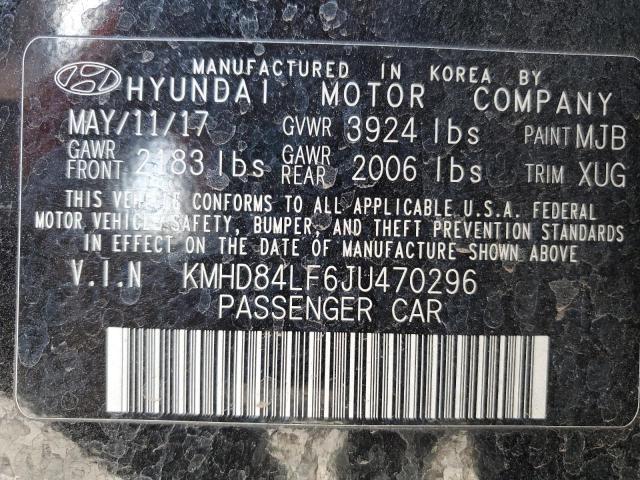 MANUFACTURED IN KOREA BY
HYUNDAI MOTOR COMPANY
MAY/11/17 GVWR 3924 lbs PAINT MJB
GAWR FRONT 2183 lbs GAWR REAR 2006 lbs TRIM XUG
THIS VEHICLE CONFORMS TO ALL APPLICABLE U.S.A. FEDERAL
MOTOR VEHICLE SAFETY, BUMPER, AND THEFT PREVENTION STANDARDS
IN EFFECT ON THE DATE OF MANUFACTURE SHOWN ABOVE
V.I.N KMHD84LF6JU470296
PASSENGER CAR